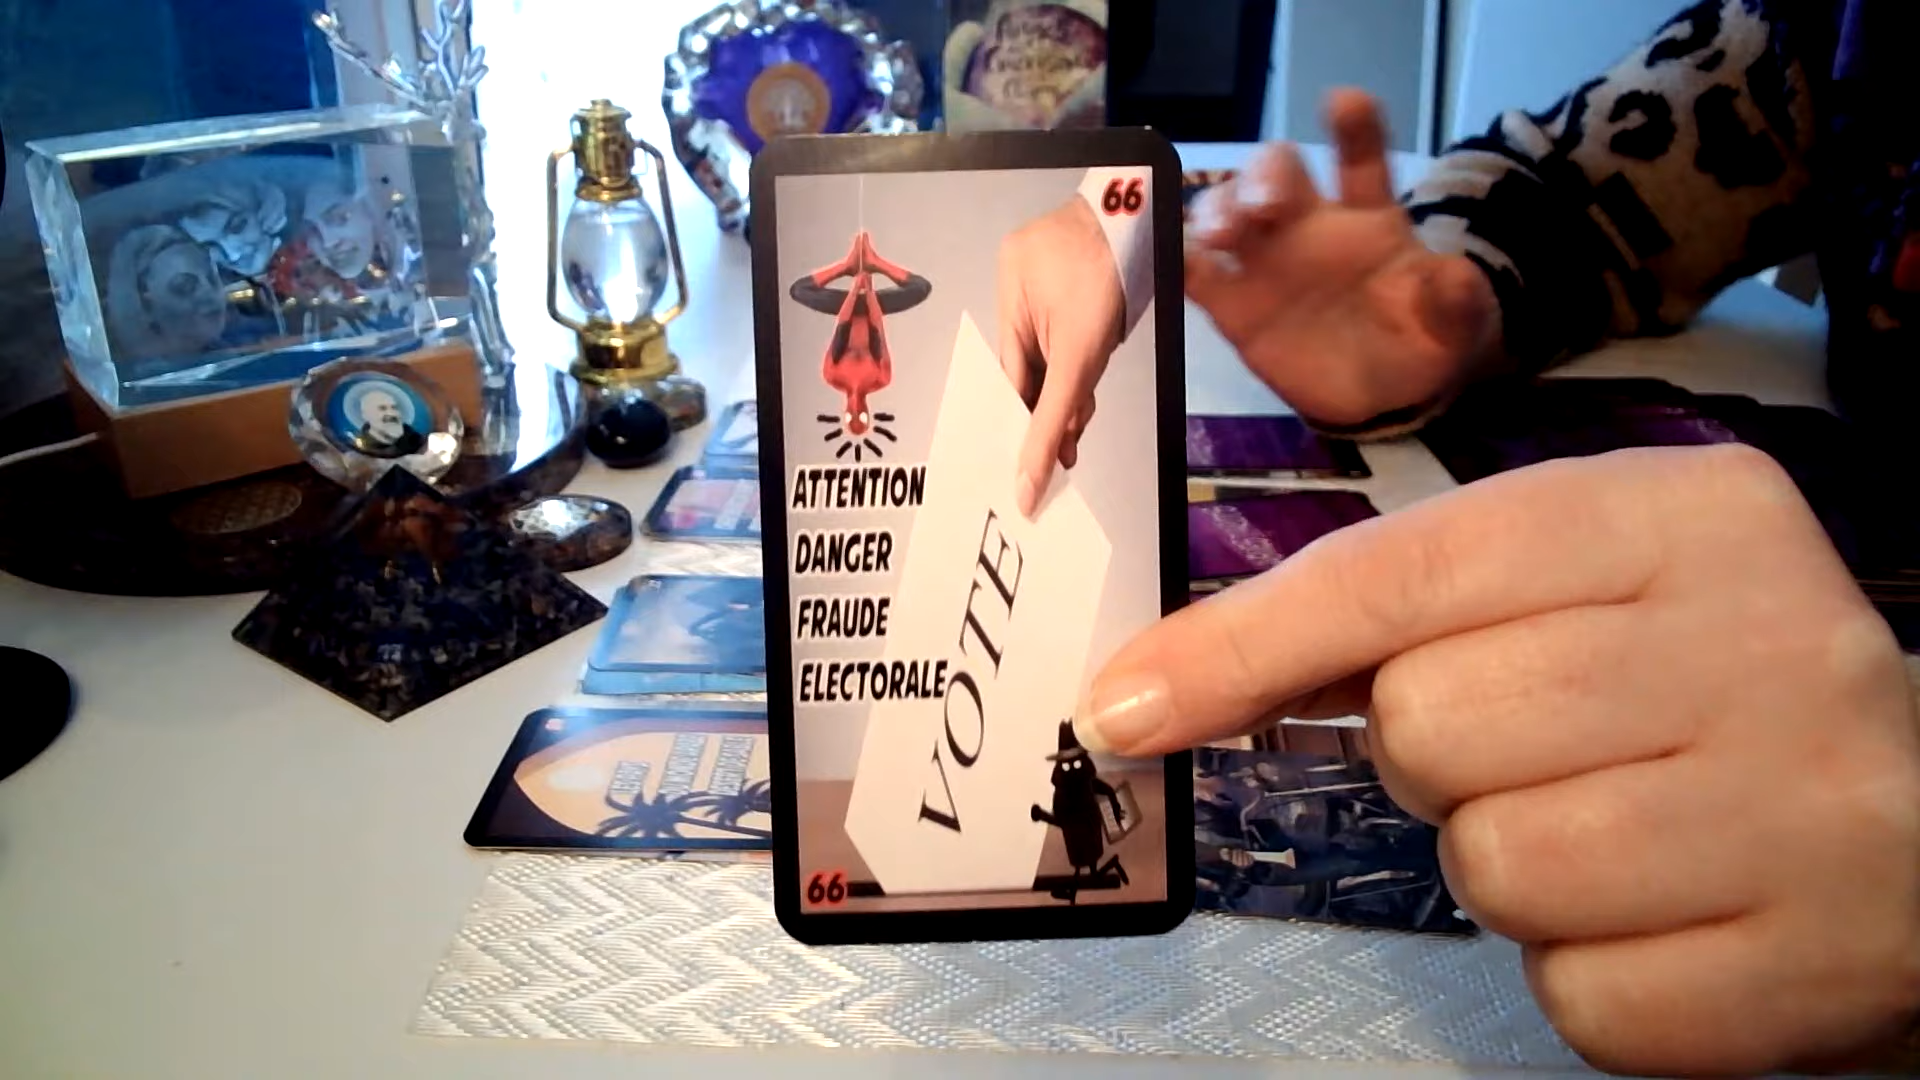 66
ATTENTION
DANGER
FRAUDE
ELECTORALE
VOTE
66